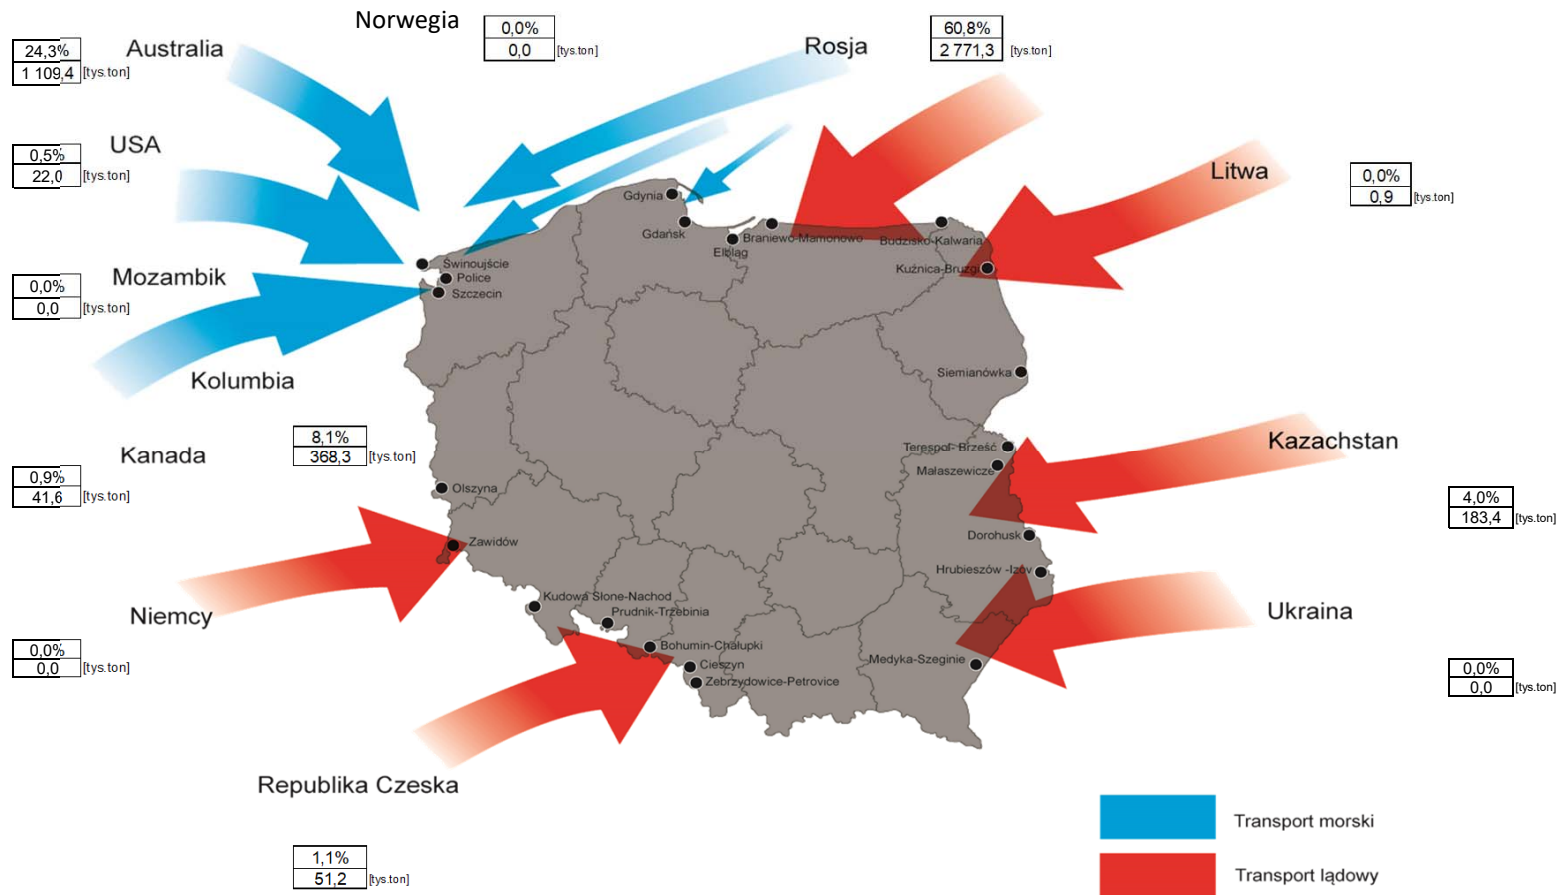 Norwegia
0,0%
0,0 [tys.ton]
Rosja
60,8%
2 771,3 [tys.ton]
Australia
24,3%
1 109,4 [tys.ton]
USA
0,5%
22,0 [tys.ton]
Litwa
0,0%
0,9 [tys.ton]
Mozambik
0,0%
0,0 [tys.ton]
Kolumbia
8,1%
368,3 [tys.ton]
Kanada
0,9%
41,6 [tys.ton]
Kazachstan
4,0%
183,4 [tys.ton]
Niemcy
0,0%
0,0 [tys.ton]
Ukraina
0,0%
0,0 [tys.ton]
Republika Czeska
1,1%
51,2 [tys.ton]
Gdynia
Gdańsk
Elbląg
Braniewo-Mamonowo
Budzisko-Kalwaria
Kuźnica-Bruzgi
Świnoujście
Police
Szczecin
Siemianówka
Terespol- Brześć
Małaszewicze
Olszyna
Dorohusk
Zawidów
Hrubieszów -Izóv
Kudowa Słone-Nachod
Prudnik-Trzebinia
Bohumin-Chałupki
Cieszyn
Zebrzydowice-Petrovice
Medyka-Szeginie
Transport morski
Transport lądowy